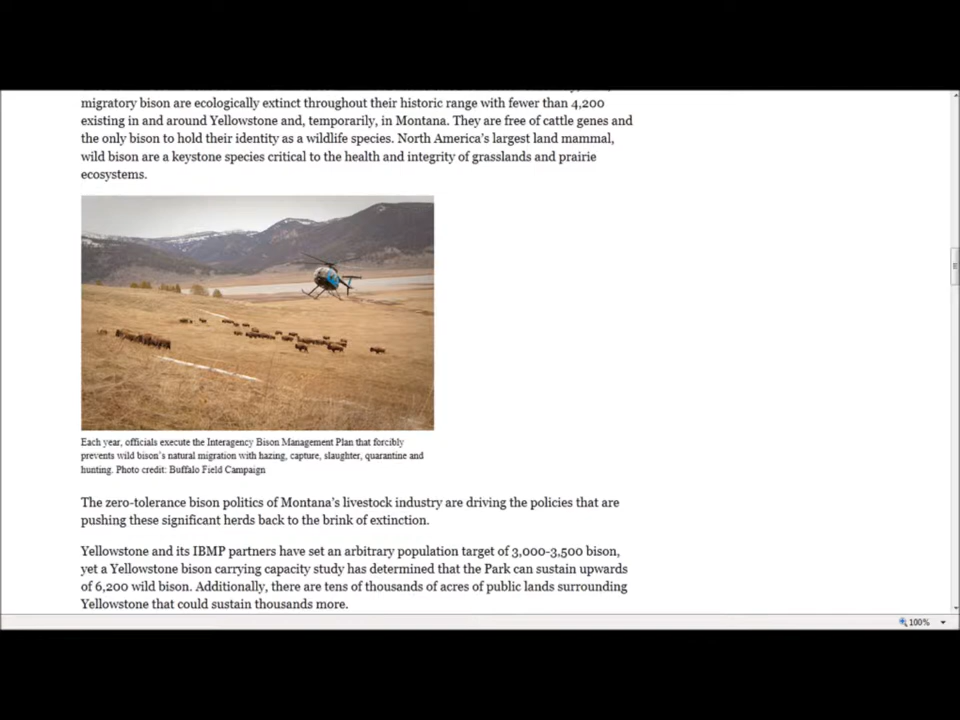 migratory bison are ecologically extinct throughout their historic range with fewer than 4,200
existing in and around Yellowstone and, temporarily, in Montana. They are free of cattle genes and
the only bison to hold their identity as a wildlife species. North America's largest land mammal,
wild bison are a keystone species critical to the health and integrity of grasslands and prairie
ecosystems.
Each year, officials execute the Interagency Bison Management Plan that forcibly
prevents wild bison's natural migration with hazing, capture, slaughter, quarantine and
hunting. Photo credit: Buffalo Field Campaign
The zero-tolerance bison politics of Montana's livestock industry are driving the policies that are
pushing these significant herds back to the brink of extinction.
Yellowstone and its IBMP partners have set an arbitrary population target of 3,000-3,500 bison,
yet a Yellowstone bison carrying capacity study has determined that the Park can sustain upwards
of 6,200 wild bison. Additionally, there are tens of thousands of acres of public lands surrounding
Yellowstone that could sustain thousands more.
100%